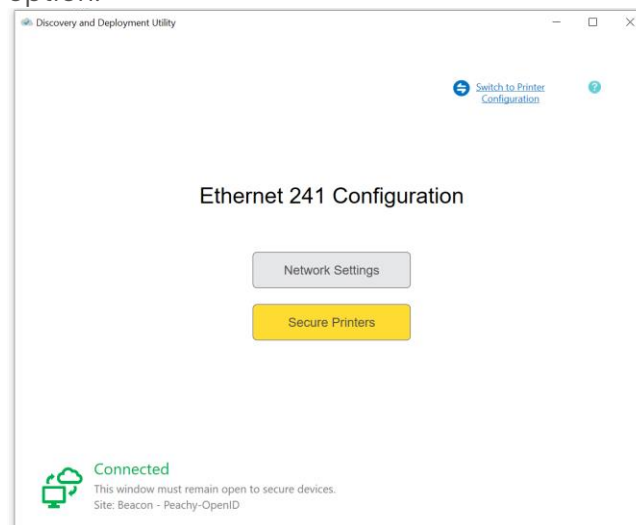 option.
Discovery and Deployment Utility
Switch to Printer
Configuration
?
Ethernet 241 Configuration
Network Settings
Secure Printers
Connected
This window must remain open to secure devices.
Site: Beacon - Peachy-OpenID